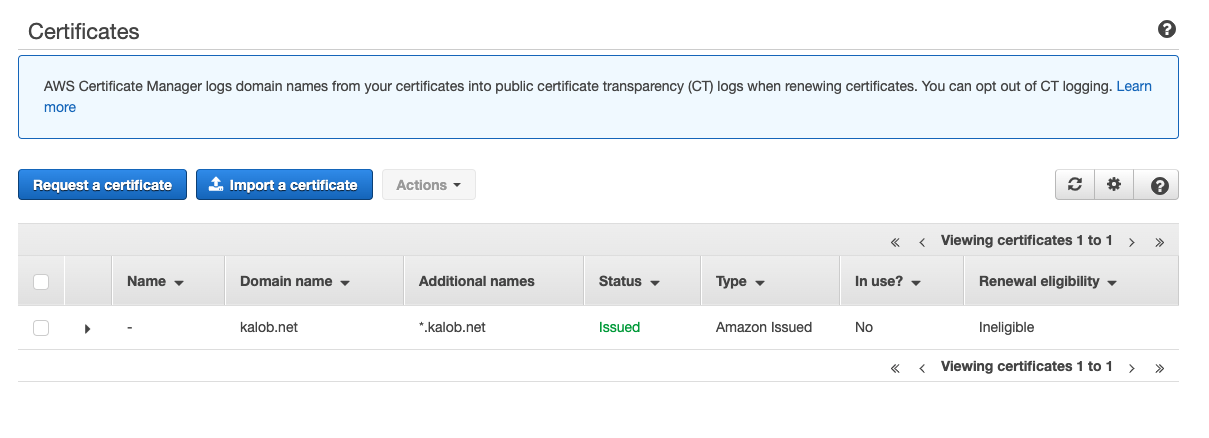 Certificates
AWS Certificate Manager logs domain names from your certificates into public certificate transparency (CT) logs when renewing certificates. You can opt out of CT logging. Learn
more
Request a certificate Import a certificate Actions
Viewing certificates 1 to 1
Name Domain name Additional names Status Type In use? Renewal eligibility
- kalob.net *.kalob.net Issued Amazon Issued No Ineligible
Viewing certificates 1 to 1